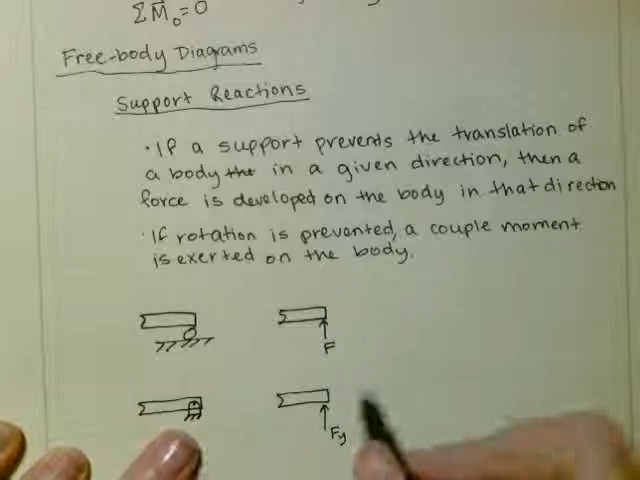 ΣM₀=0
Free-body Diagrams
Support Reactions
· If a support prevents the translation of
a body the in a given direction, then a
force is developed on the body in that direction
· If rotation is prevented, a couple moment
is exerted on the body.
F
Fy